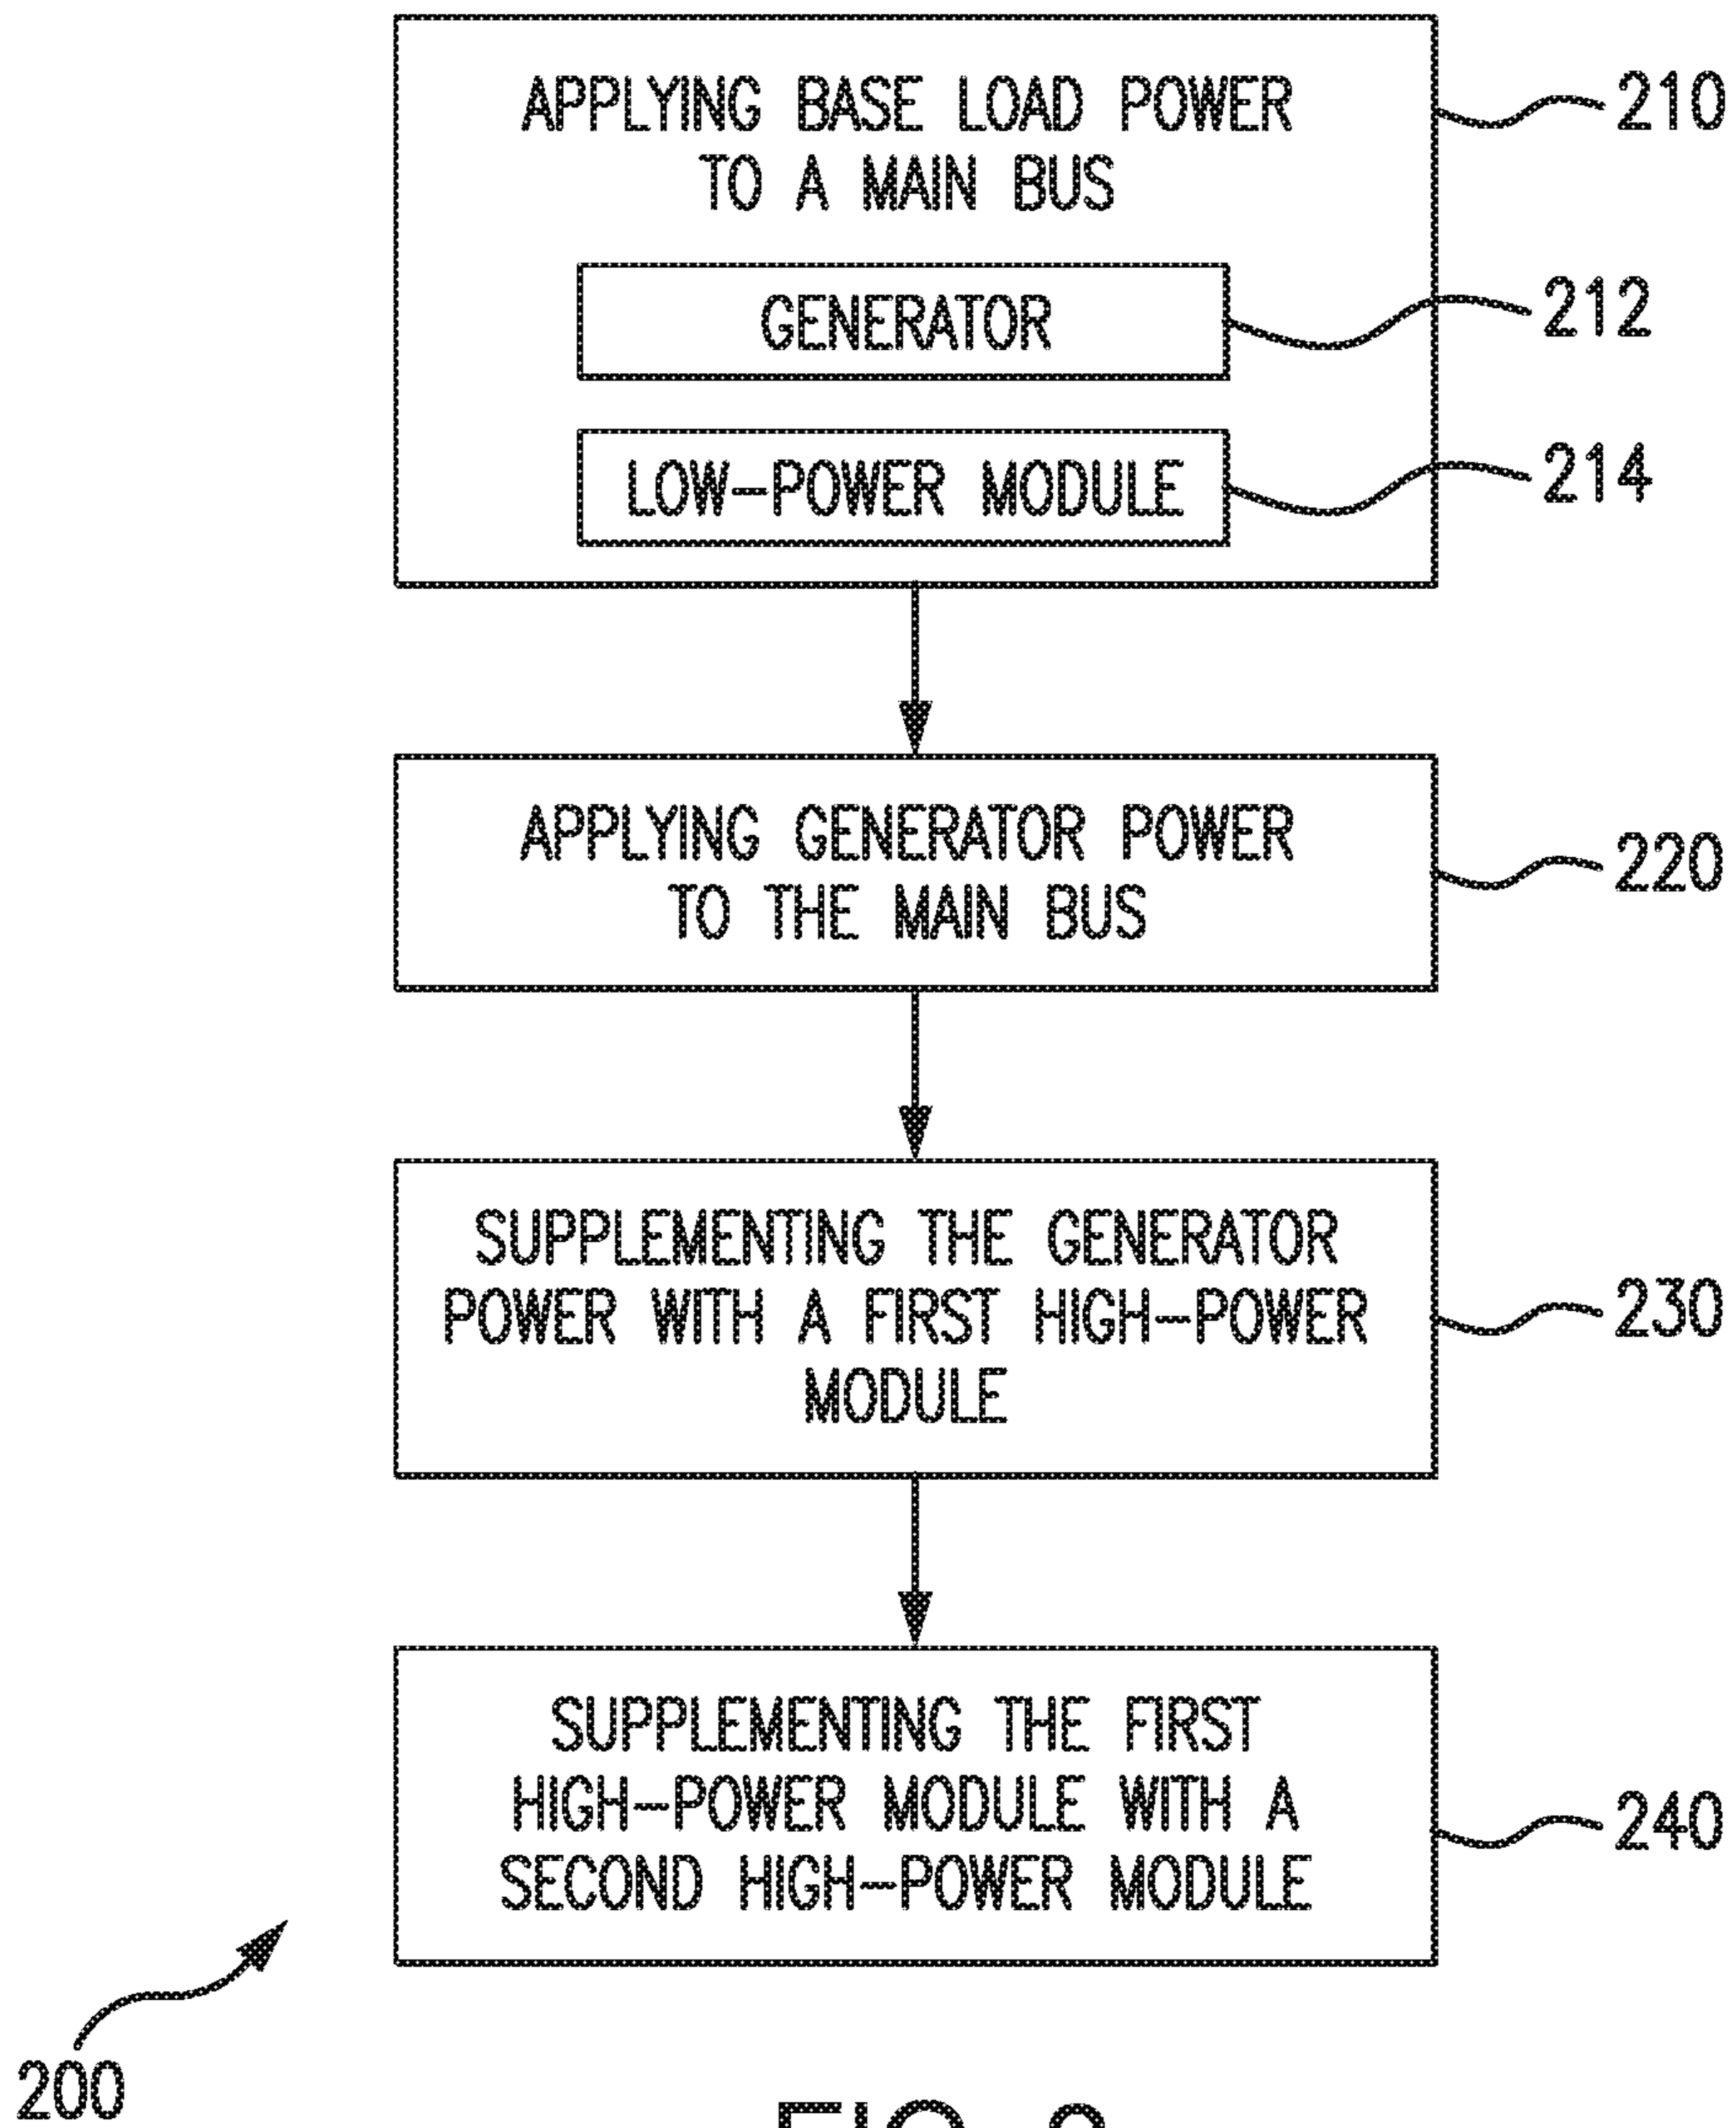 APPLYING BASE LOAD POWER
TO A MAIN BUS
210
GENERATOR
212
LOW-POWER MODULE
214
APPLYING GENERATOR POWER
TO THE MAIN BUS
220
SUPPLEMENTING THE GENERATOR
POWER WITH A FIRST HIGH-POWER
MODULE
230
SUPPLEMENTING THE FIRST
HIGH-POWER MODULE WITH A
SECOND HIGH-POWER MODULE
240
200